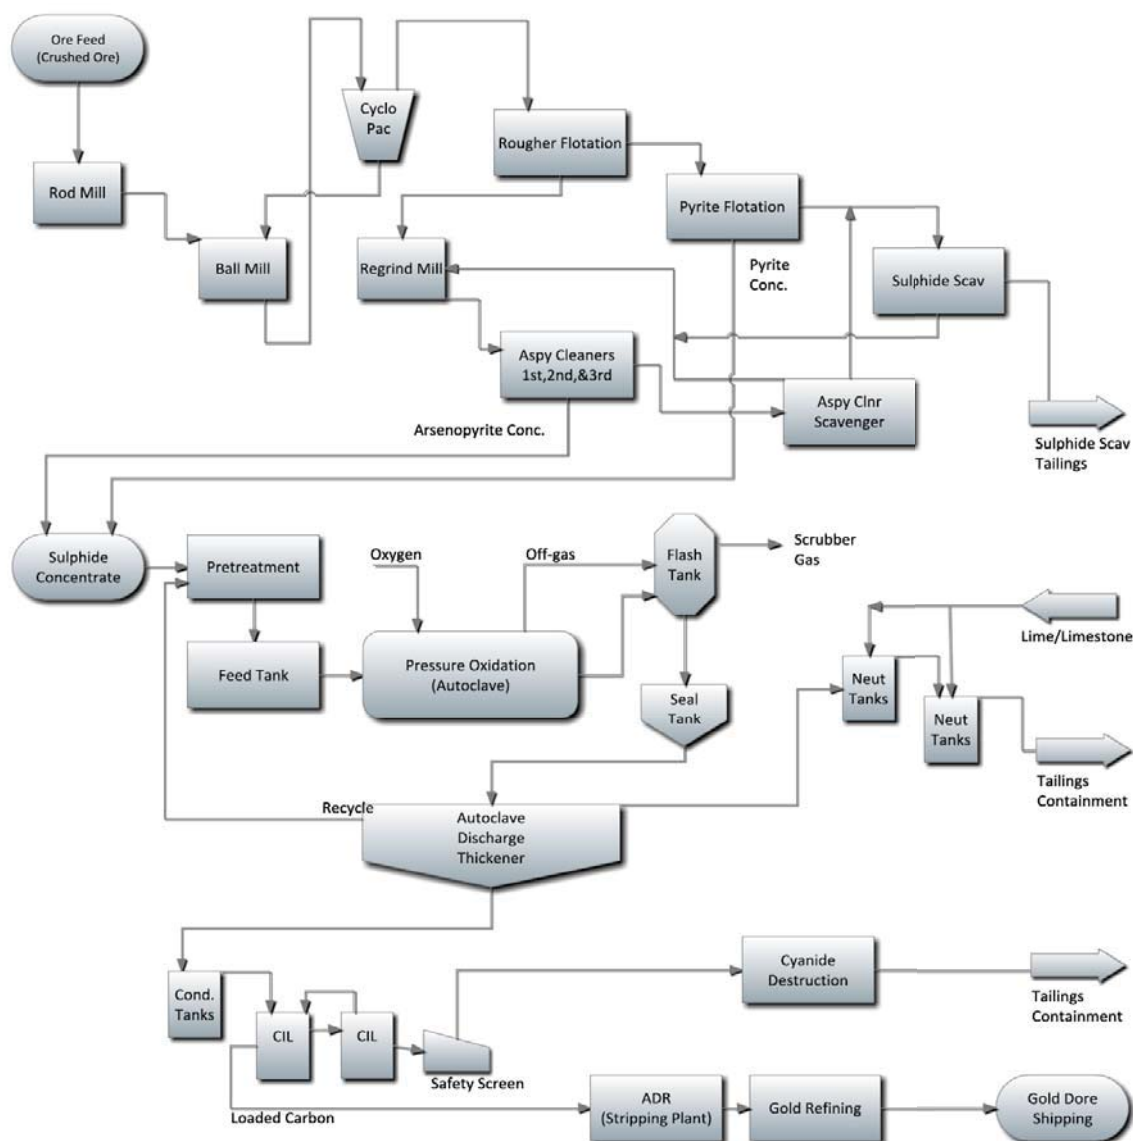 Ore Feed
(Crushed Ore)
Cyclo
Pac
Rougher Flotation
Rod Mill
Pyrite Flotation
Ball Mill
Regrind Mill
Pyrite
Conc.
Sulphide Scav
Aspy Cleaners
1st,2nd,&3rd
Aspy Clnr
Scavenger
Arsenopyrite Conc.
Sulphide Scav
Tailings
Sulphide
Concentrate
Pretreatment
Oxygen
Off-gas
Flash
Tank
Scrubber
Gas
Lime/Limestone
Feed Tank
Pressure Oxidation
(Autoclave)
Seal
Tank
Neut
Tanks
Neut
Tanks
Tailings
Containment
Recycle
Autoclave
Discharge
Thickener
Cond.
Tanks
CIL
CIL
Safety Screen
Cyanide
Destruction
Tailings
Containment
Loaded Carbon
ADR
(Stripping Plant)
Gold Refining
Gold Dore
Shipping